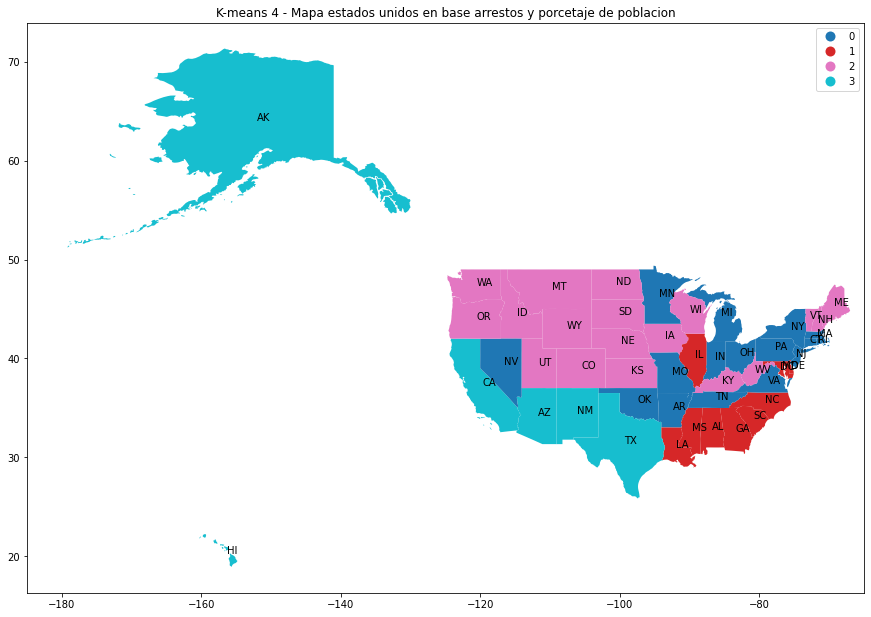 K-means 4 - Mapa estados unidos en base arrestos y porcetaje de poblacion
0
1
2
3
70
60
50
40
30
20
−180
−160
−140
−120
−100
−80
AK
HI
WA
MT
ND
MN
ME
OR
ID
WY
SD
WI
MI
VT
NH
NY
MA
NV
UT
CO
NE
IA
IL
IN
OH
PA
NJ
CT
RI
CA
KS
MO
KY
WV
VA
DE
AZ
NM
OK
AR
TN
NC
SC
TX
LA
MS
AL
GA